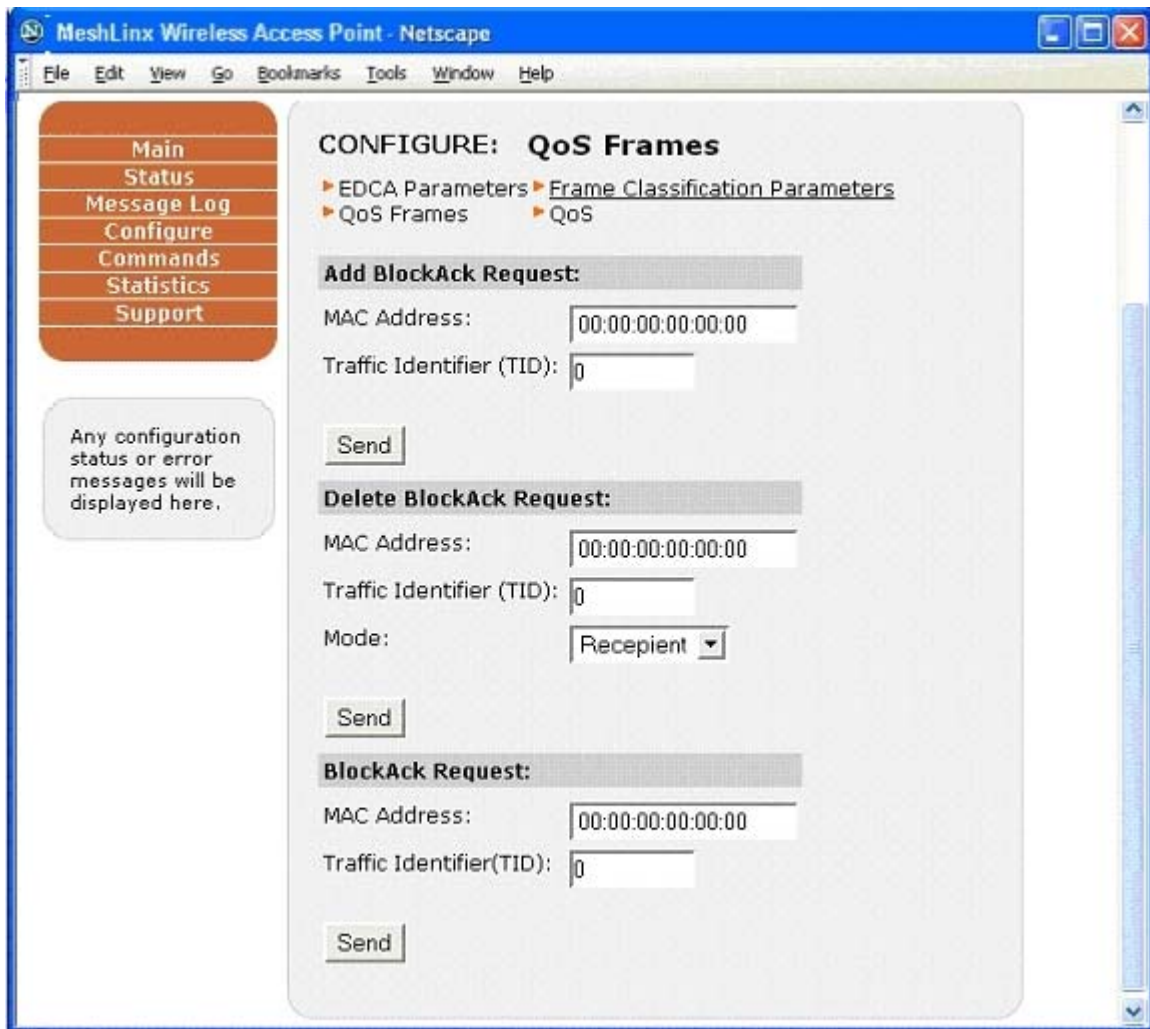 MeshLinx Wireless Access Point - Netscape
File Edit View Go Bookmarks Tools Window Help
Main
Status
Message Log
Configure
Commands
Statistics
Support
Any configuration
status or error
messages will be
displayed here.
CONFIGURE: QoS Frames
EDCA Parameters Frame Classification Parameters
QoS Frames QoS
Add BlockAck Request:
MAC Address: 00:00:00:00:00:00
Traffic Identifier (TID): 0
Send
Delete BlockAck Request:
MAC Address: 00:00:00:00:00:00
Traffic Identifier (TID): 0
Mode: Recepient
Send
BlockAck Request:
MAC Address: 00:00:00:00:00:00
Traffic Identifier(TID): 0
Send